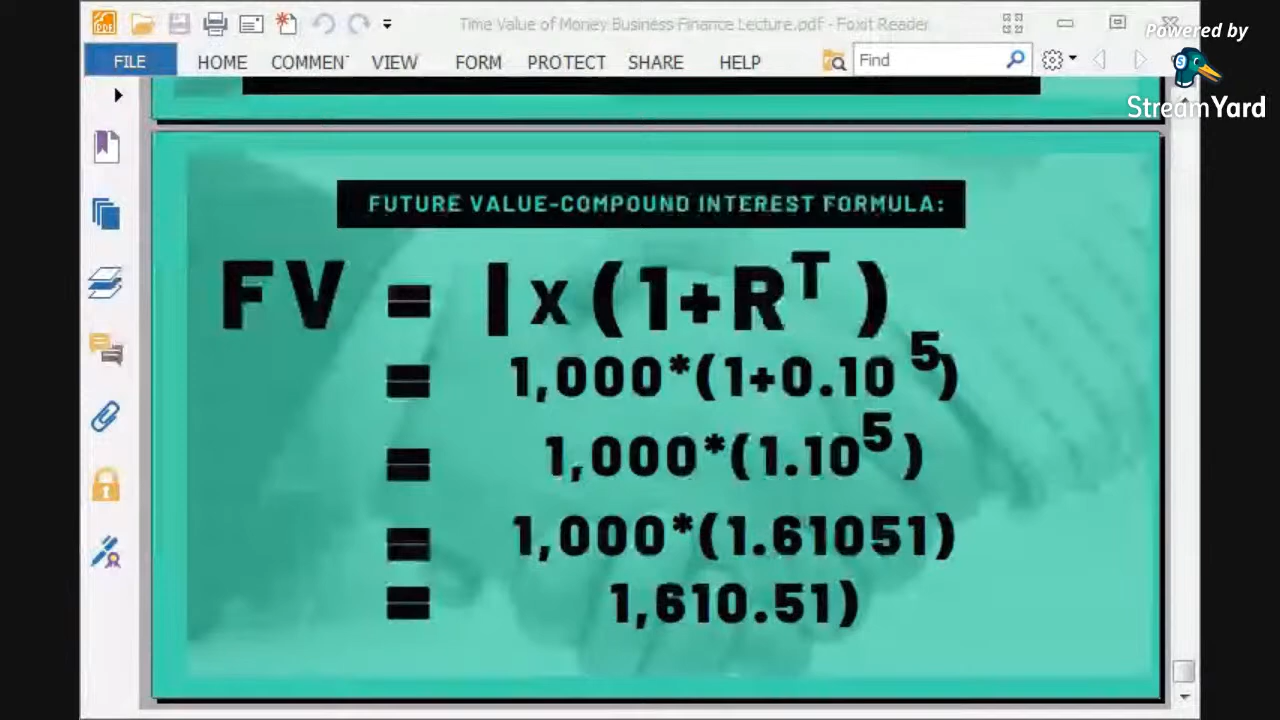 Time Value of Money Business Finance Lecture.pdf - Foxit Reader
Powered by
StreamYard
FILE HOME COMMEN VIEW FORM PROTECT SHARE HELP Find
FUTURE VALUE-COMPOUND INTEREST FORMULA:
FV = I x (1+R^T )
= 1,000*(1+0.10 ^5)
= 1,000*(1.10^5 )
= 1,000*(1.61051)
= 1,610.51)